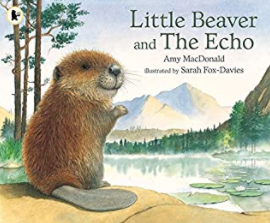 Little Beaver
and The Echo
Amy MacDonald
illustrated by Sarah Fox-Davies